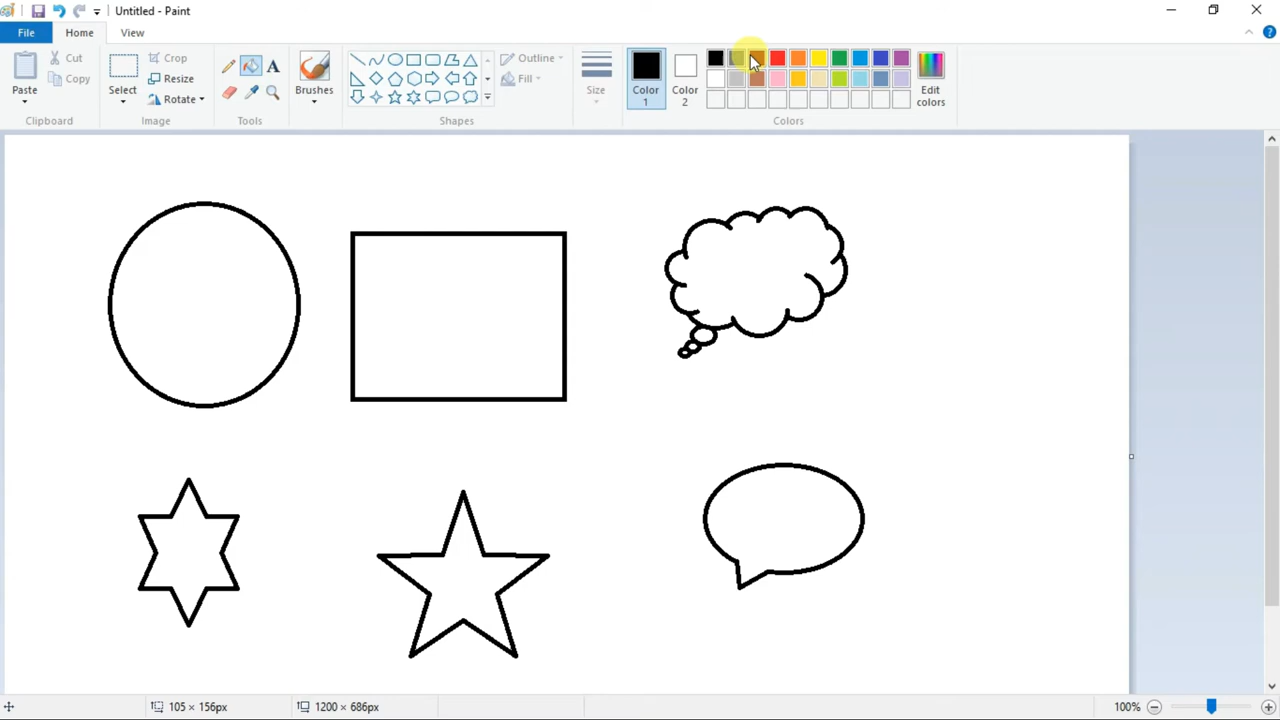 Untitled - Paint
File Home View
Paste
Cut
Copy
Clipboard
Select
Crop
Resize
Rotate
Image
A
Tools
Brushes
Outline
Fill
Shapes
Size
Color 1
Color 2
Edit colors
Colors
105 × 156px
1200 × 686px
100%